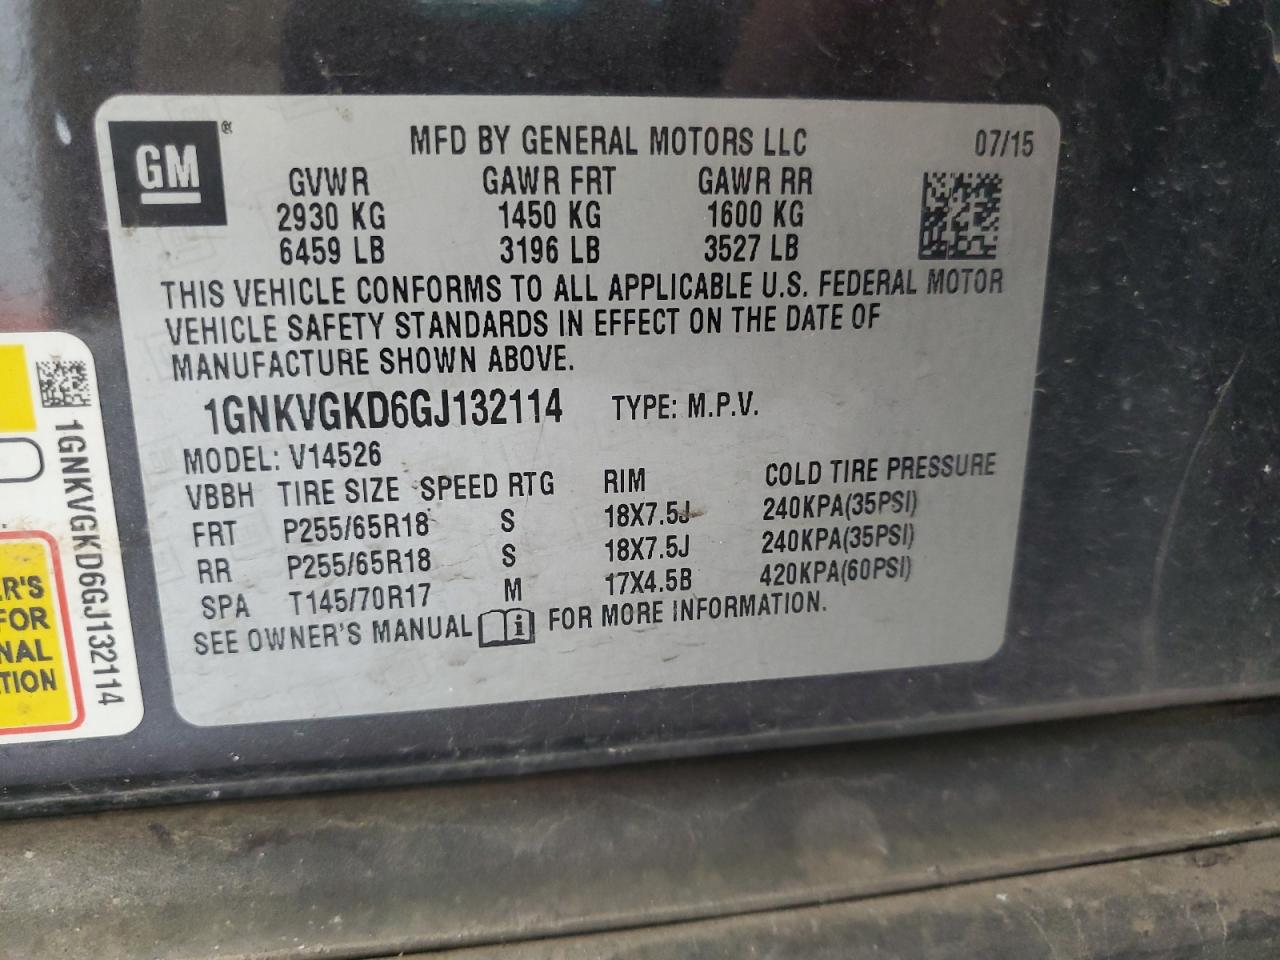 GM ®
MFD BY GENERAL MOTORS LLC 07/15
GVWR GAWR FRT GAWR RR
2930 KG 1450 KG 1600 KG
6459 LB 3196 LB 3527 LB
THIS VEHICLE CONFORMS TO ALL APPLICABLE U.S. FEDERAL MOTOR
VEHICLE SAFETY STANDARDS IN EFFECT ON THE DATE OF
MANUFACTURE SHOWN ABOVE.
1GNKVGKD6GJ132114 TYPE: M.P.V.
MODEL: V14526
VBBH TIRE SIZE SPEED RTG RIM COLD TIRE PRESSURE
FRT P255/65R18 S 18X7.5J 240KPA(35PSI)
RR P255/65R18 S 18X7.5J 240KPA(35PSI)
SPA T145/70R17 M 17X4.5B 420KPA(60PSI)
SEE OWNER'S MANUAL i FOR MORE INFORMATION.
1GNKVGKD6GJ132114
ER'S
FOR
NAL
TION